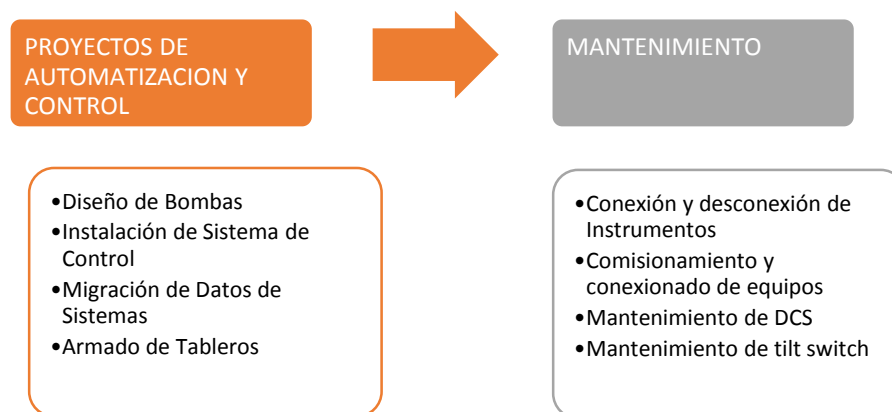 PROYECTOS DE
AUTOMATIZACION Y
CONTROL
MANTENIMIENTO
•Diseño de Bombas
•Instalación de Sistema de
Control
•Migración de Datos de
Sistemas
•Armado de Tableros
•Conexión y desconexión de
Instrumentos
•Comisionamiento y
conexionado de equipos
•Mantenimiento de DCS
•Mantenimiento de tilt switch